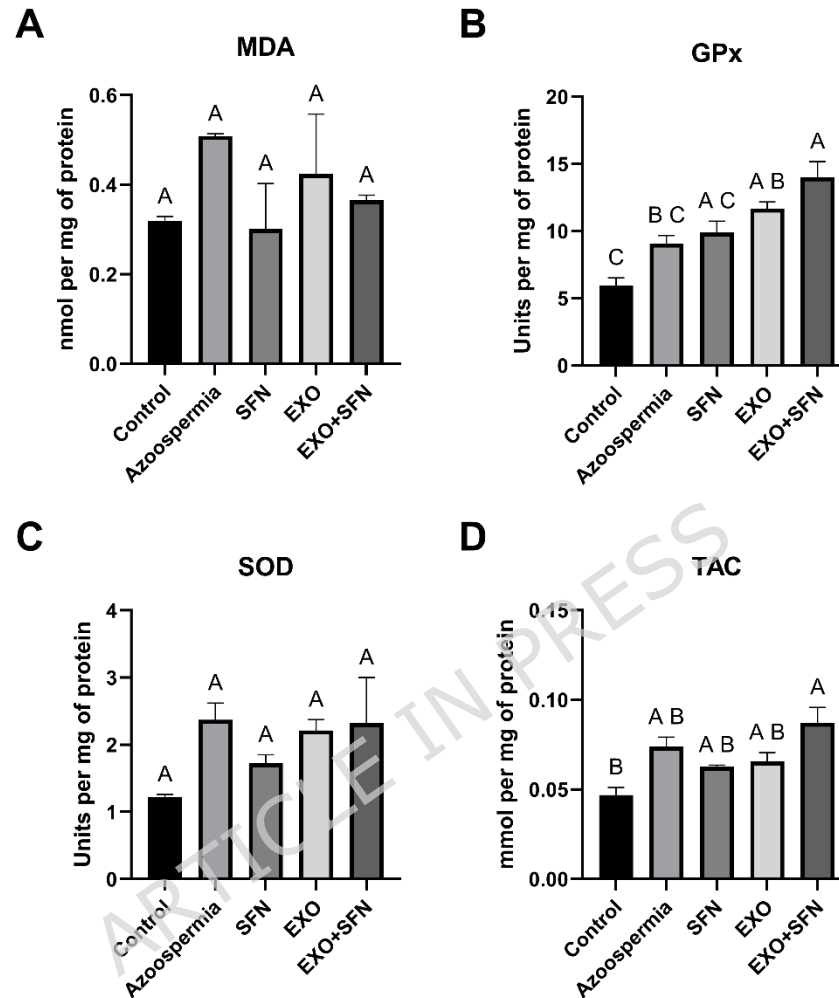 A
MDA
nmol per mg of protein
0.6
0.4
0.2
0.0
A
A
A
A
A
Control
Azoospermia
SFN
EXO
EXO+SFN
B
GPx
Units per mg of protein
20
15
10
5
0
C
B C
A C
A B
A
Control
Azoospermia
SFN
EXO
EXO+SFN
C
SOD
Units per mg of protein
4
3
2
1
0
A
A
A
A
A
Control
Azoospermia
SFN
EXO
EXO+SFN
D
TAC
mmol per mg of protein
0.15
0.10
0.05
0.00
B
A B
A B
A B
A
Control
Azoospermia
SFN
EXO
EXO+SFN
ARTICLE IN PRESS